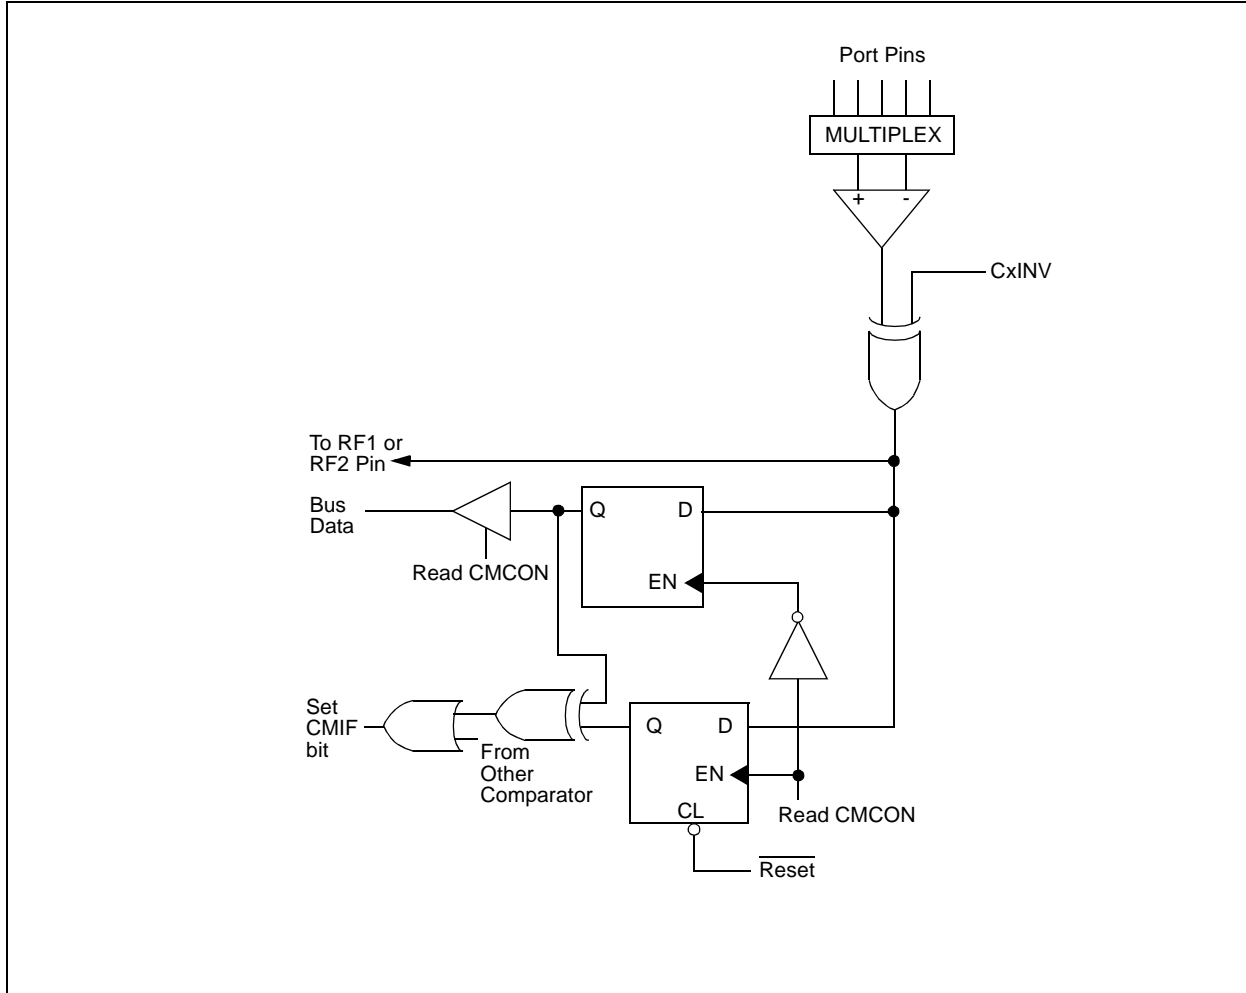 Port Pins
MULTIPLEX
+ -
CxINV
To RF1 or
RF2 Pin
Bus
Data
Q D
EN
Read CMCON
Set
CMIF
bit
From
Other
Comparator
Q D
EN
CL
Read CMCON
Reset